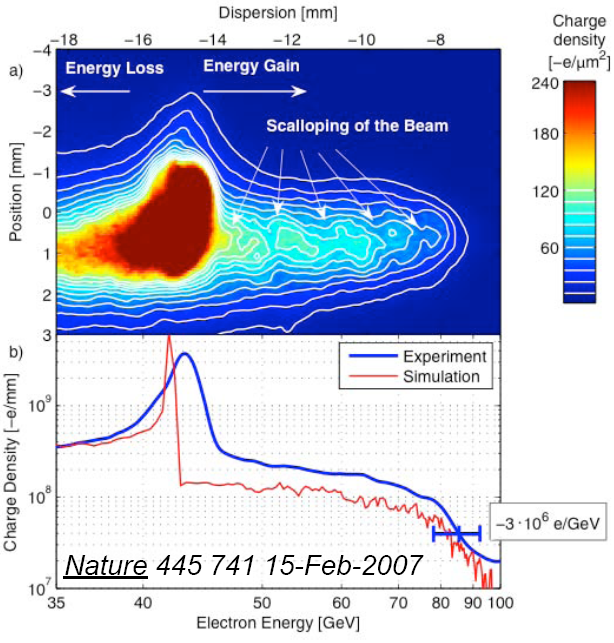 Dispersion [mm]
−18 −16 −14 −12 −10 −8
Charge
density
[−e/μm²]
a)
Energy Loss Energy Gain
Scalloping of the Beam
Position [mm]
−4
−3
−2
−1
0
1
2
3
240
180
120
60
b)
Experiment
Simulation
Charge Density [−e/mm]
10⁹
10⁸
10⁷
−3 · 10⁶ e/GeV
Nature 445 741 15-Feb-2007
35 40 50 60 70 80 90 100
Electron Energy [GeV]